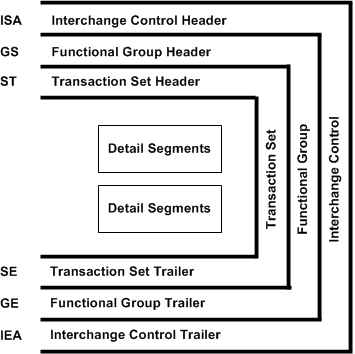 ISA Interchange Control Header
GS Functional Group Header
ST Transaction Set Header
Detail Segments
Detail Segments
Transaction Set
Functional Group
Interchange Control
SE Transaction Set Trailer
GE Functional Group Trailer
IEA Interchange Control Trailer